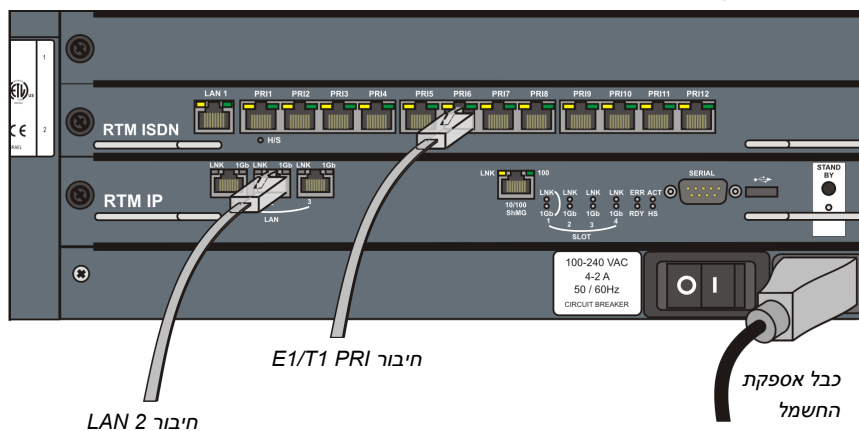 1
LAN 1 PRI1 PRI2 PRI3 PRI4 PRI5 PRI6 PRI7 PRI8 PRI9 PRI10 PRI11 PRI12
us
CE 2
RTM ISDN
H/S
LNK 1Gb LNK 1Gb LNK 1Gb
LNK 100
SERIAL
STAND
BY
RTM IP
3
LAN
10/100
ShMG
LNK LNK LNK LNK ERR ACT
1Gb 1Gb 1Gb 1Gb RDY HS
1 2 3 4
SLOT
100-240 VAC
4-2 A
50 / 60Hz
CIRCUIT BREAKER
O I
חיבור E1/T1 PRI
כבל אספקת
החשמל
חיבור LAN 2